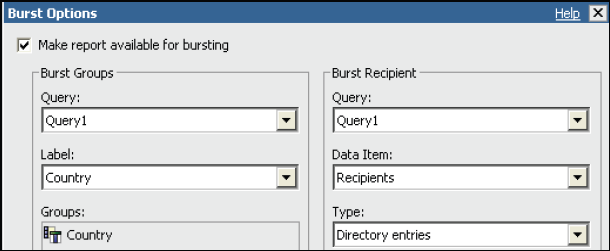 Burst Options
Help
Make report available for bursting
Burst Groups
Query:
Query1
Label:
Country
Groups:
Country
Burst Recipient
Query:
Query1
Data Item:
Recipients
Type:
Directory entries